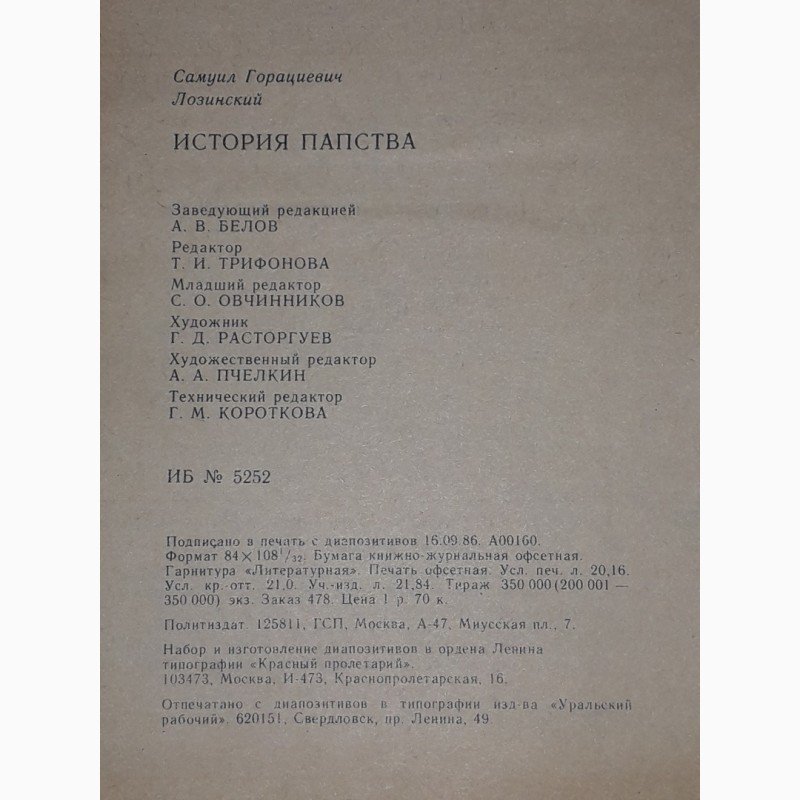 Самуил Горациевич
Лозинский
ИСТОРИЯ ПАПСТВА
Заведующий редакцией
А. В. БЕЛОВ
Редактор
Т. И. ТРИФОНОВА
Младший редактор
С. О. ОВЧИННИКОВ
Художник
Г. Д. РАСТОРГУЕВ
Художественный редактор
А. А. ПЧЕЛКИН
Технический редактор
Г. М. КОРОТКОВА
ИБ № 5252
Подписано в печать с диапозитивов 16.09.86. А00160.
Формат 84×108¹/₃₂. Бумага книжно-журнальная офсетная.
Гарнитура «Литературная». Печать офсетная. Усл. печ. л. 20,16.
Усл. кр.-отт. 21,0. Уч.-изд. л. 21,84. Тираж 350 000 (200 001 —
350 000) экз. Заказ 478. Цена 1 р. 70 к.
Политиздат. 125811, ГСП, Москва, А-47, Миусская пл., 7.
Набор и изготовление диапозитивов в ордена Ленина
типографии «Красный пролетарий».
103473, Москва, И-473, Краснопролетарская, 16.
Отпечатано с диапозитивов в типографии изд-ва «Уральский
рабочий». 620151, Свердловск, пр. Ленина, 49.